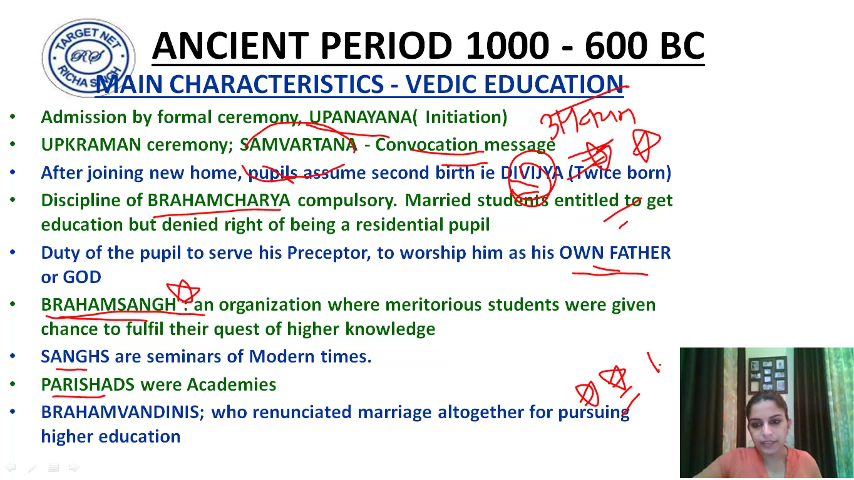 TARGET NET
RS
RICHA SINGH
ANCIENT PERIOD 1000 - 600 BC
MAIN CHARACTERISTICS - VEDIC EDUCATION
• Admission by formal ceremony, UPANAYANA( Initiation)
• UPKRAMAN ceremony; SAMVARTANA - Convocation message
• After joining new home, pupils assume second birth ie DIVIJYA (Twice born)
• Discipline of BRAHAMCHARYA compulsory. Married students entitled to get
education but denied right of being a residential pupil
• Duty of the pupil to serve his Preceptor, to worship him as his OWN FATHER
or GOD
• BRAHAMSANGH : an organization where meritorious students were given
chance to fulfil their quest of higher knowledge
• SANGHS are seminars of Modern times.
• PARISHADS were Academies
• BRAHAMVANDINIS; who renunciated marriage altogether for pursuing
higher education